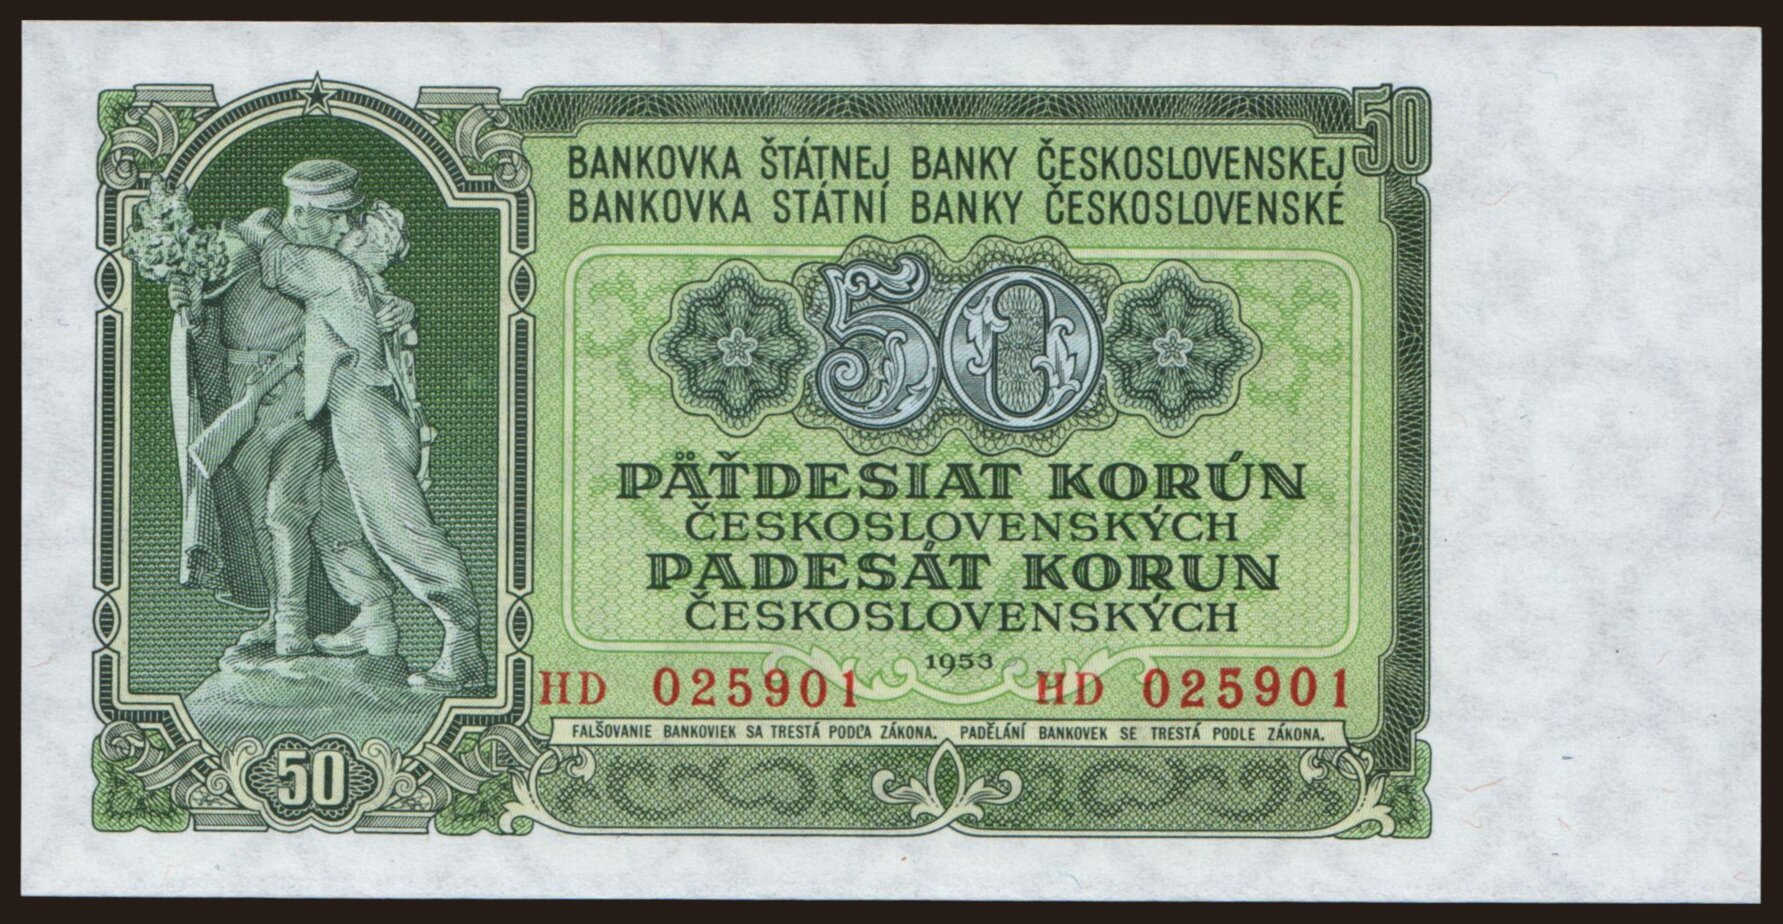 50
BANKOVKA ŠTÁTNEJ BANKY ČESKOSLOVENSKEJ
BANKOVKA STÁTNÍ BANKY ČESKOSLOVENSKÉ
50
PÄŤDESIAT KORÚN
ČESKOSLOVENSKÝCH
PADESÁT KORUN
ČESKOSLOVENSKÝCH
1953
HD 025901 HD 025901
FALŠOVANIE BANKOVIEK SA TRESTÁ PODĽA ZÁKONA. PADĚLÁNÍ BANKOVEK SE TRESTÁ PODLE ZÁKONA.
50